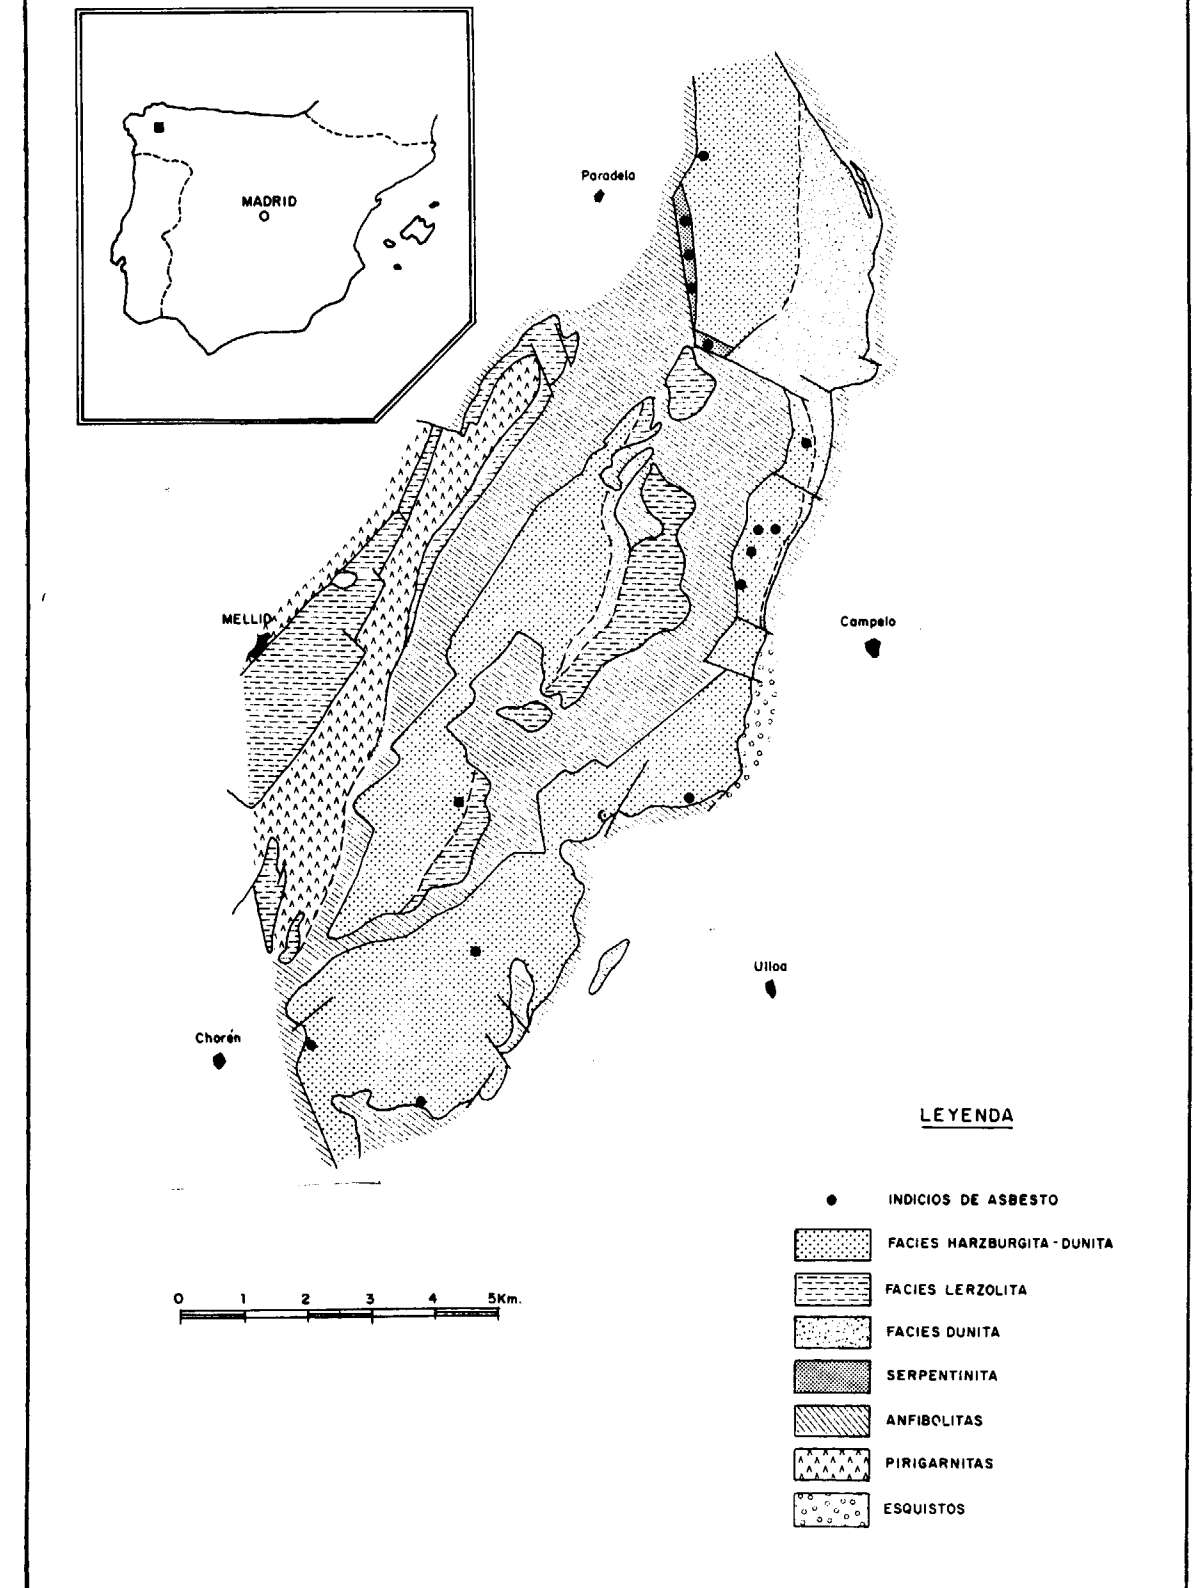 MADRID
Paradela
MELLID
Campelo
Ulloa
Chorén
LEYENDA
INDICIOS DE ASBESTO
FACIES HARZBURGITA - DUNITA
FACIES LERZOLITA
FACIES DUNITA
SERPENTINITA
ANFIBOLITAS
PIRIGARNITAS
ESQUISTOS
0 1 2 3 4 5Km.